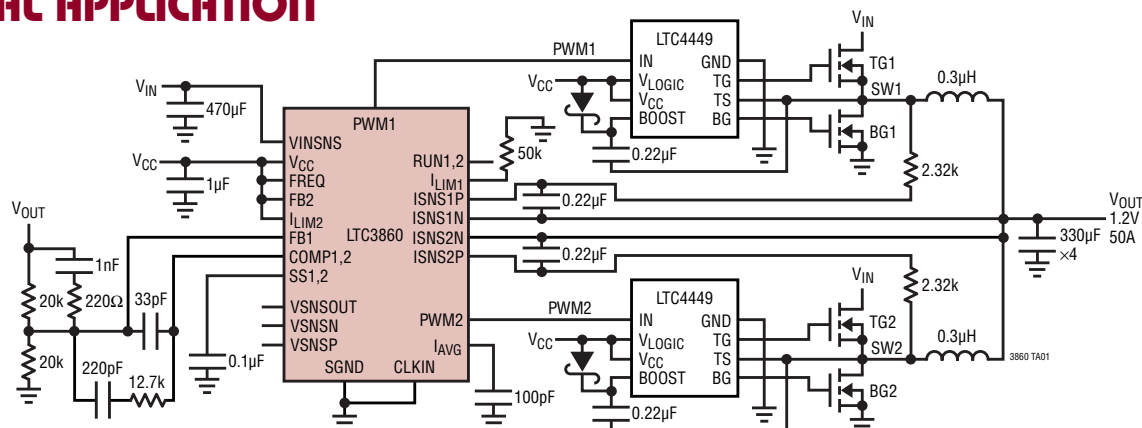 AL APPLICATION
VIN
470µF
VCC
1µF
VOUT
1nF
20k
220Ω
33pF
20k
220pF
12.7k
0.1µF
PWM1
VINSNS
VCC
FREQ
FB2
ILIM2
FB1
COMP1,2
SS1,2
VSNSOUT
VSNSN
VSNSP
SGND
CLKIN
LTC3860
RUN1,2
ILIM1
ISNS1P
ISNS1N
ISNS2N
ISNS2P
PWM2
IAVG
50k
0.22µF
0.22µF
100pF
PWM1
VCC
LTC4449
IN
VLOGIC
VCC
BOOST
GND
TG
TS
BG
0.22µF
VIN
TG1
SW1
BG1
0.3µH
2.32k
VOUT
1.2V
50A
330µF
×4
PWM2
VCC
LTC4449
IN
VLOGIC
VCC
BOOST
GND
TG
TS
BG
0.22µF
VIN
TG2
SW2
BG2
2.32k
0.3µH
3860 TA01